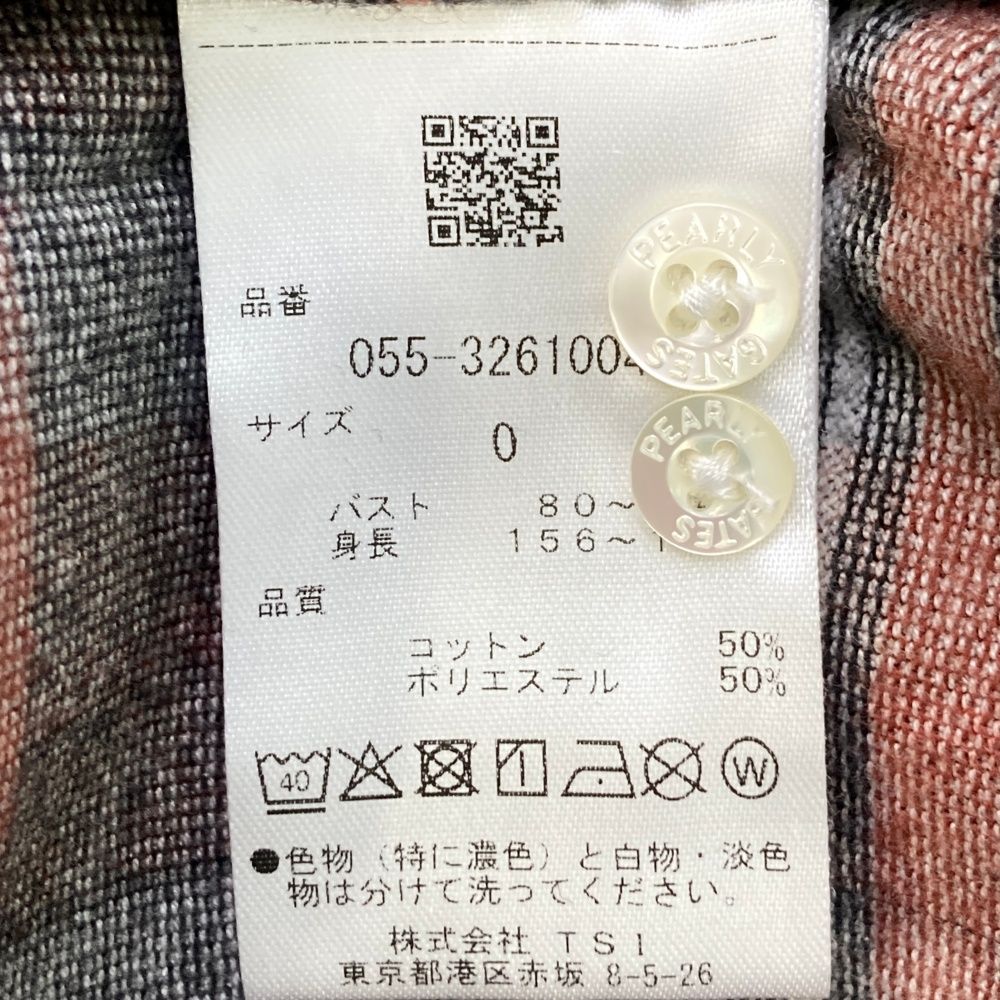 品番
055-3261004
PEARLY GATES
サイズ
0
PEARLY GATES
バスト 80～
身長 156～1
品質
コットン 50%
ポリエステル 50%
40 W
●色物（特に濃色）と白物・淡色
物は分けて洗ってください。
株式会社 TSI
東京都港区赤坂 8-5-26